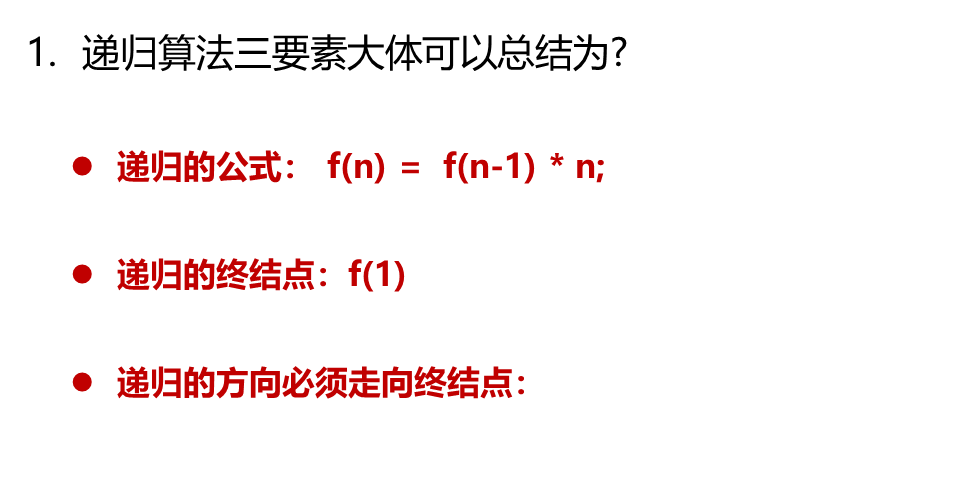 1. 递归算法三要素大体可以总结为?
● 递归的公式： f(n) = f(n-1) * n;
● 递归的终结点：f(1)
● 递归的方向必须走向终结点：